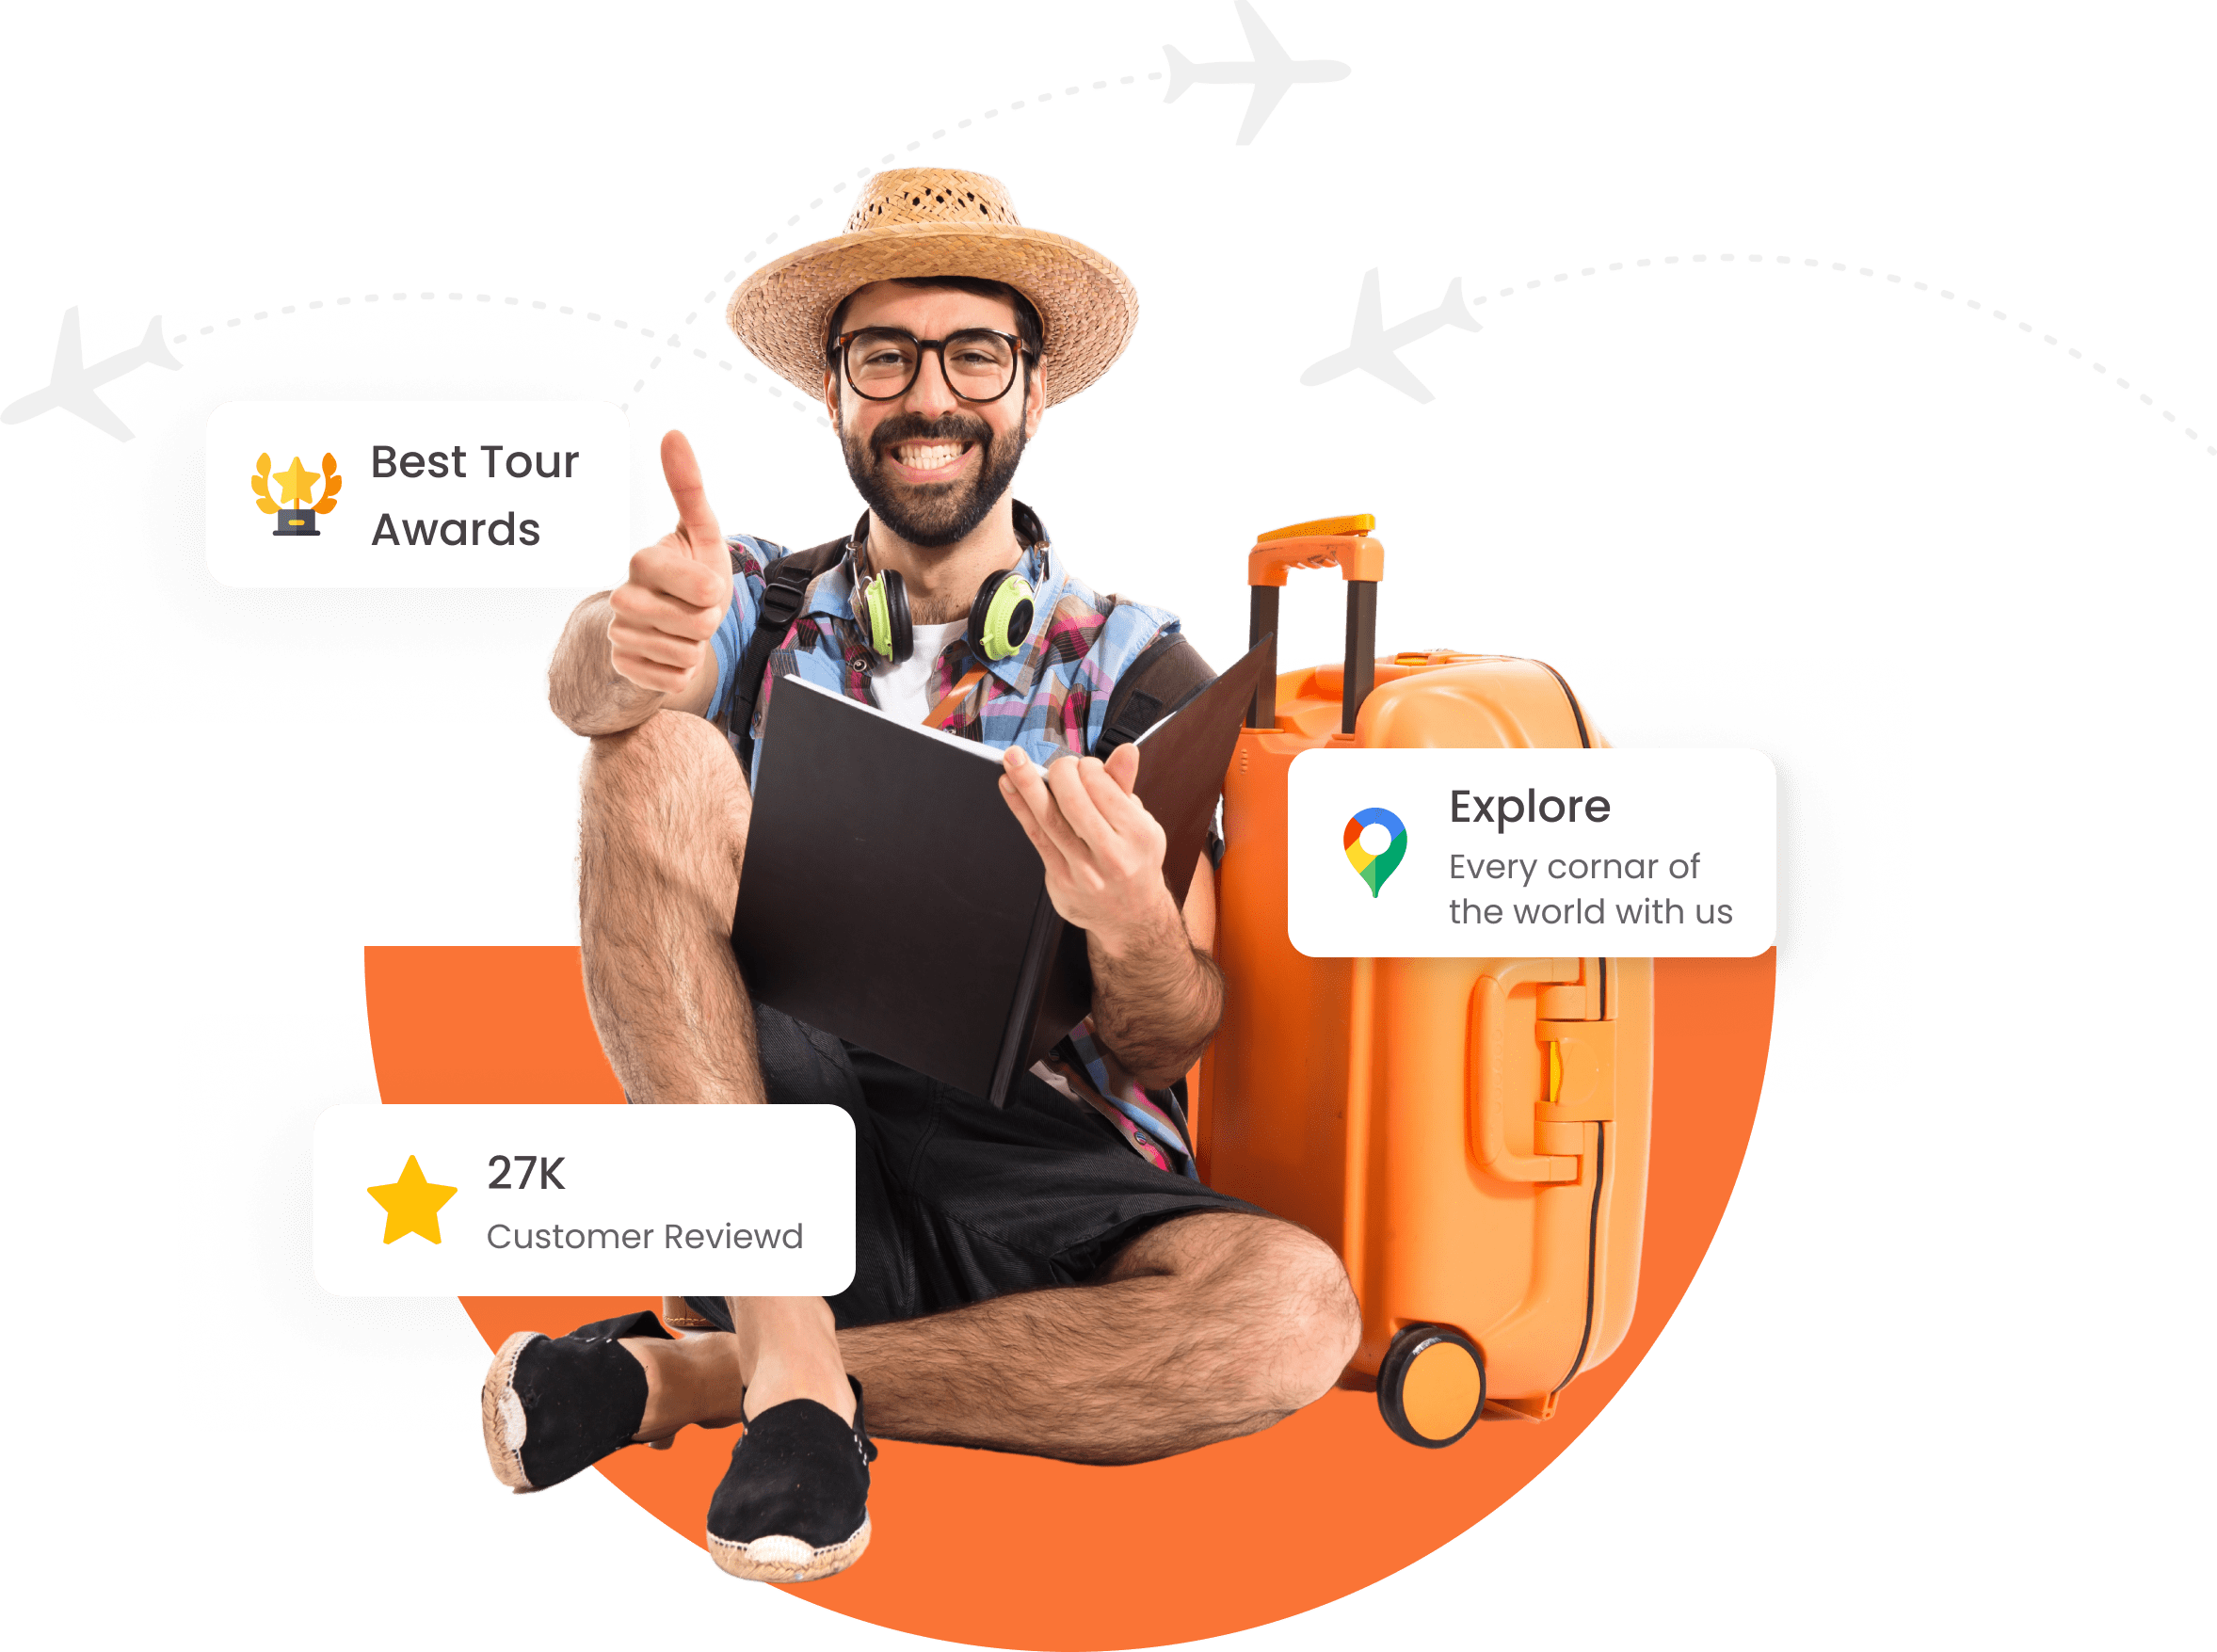 Best Tour
Awards
Explore
Every cornar of
the world with us
27K
Customer Reviewd